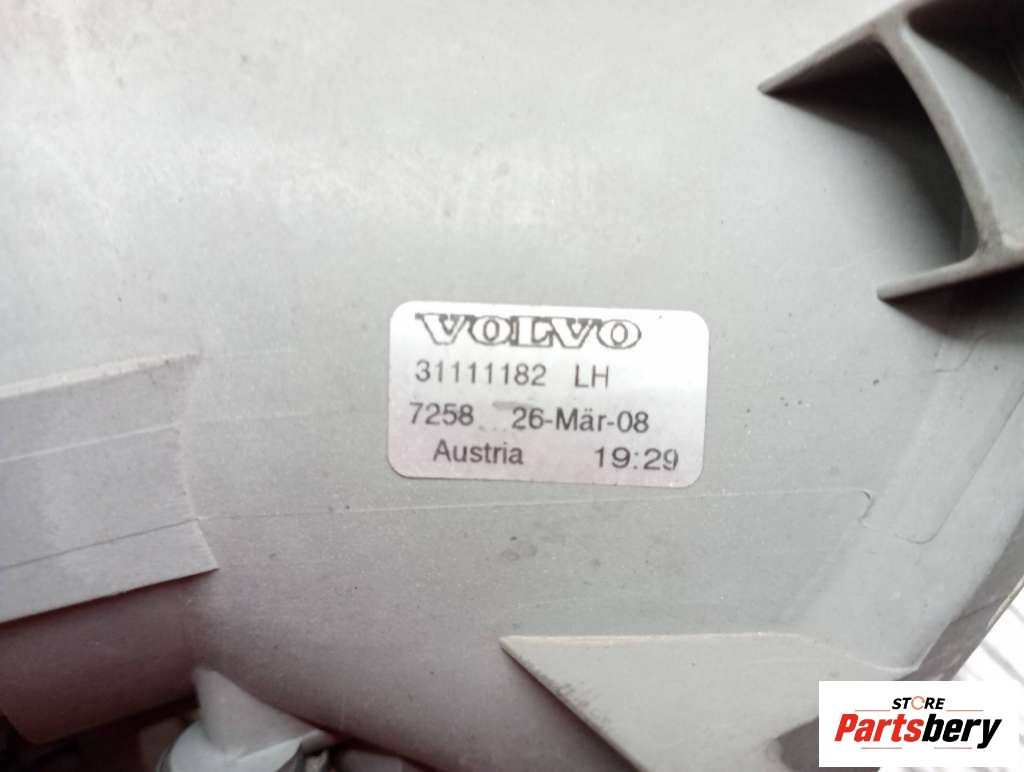 VOLVO
31111182 LH
7258 26-Mär-08
Austria 19:29
STORE
Partsbery